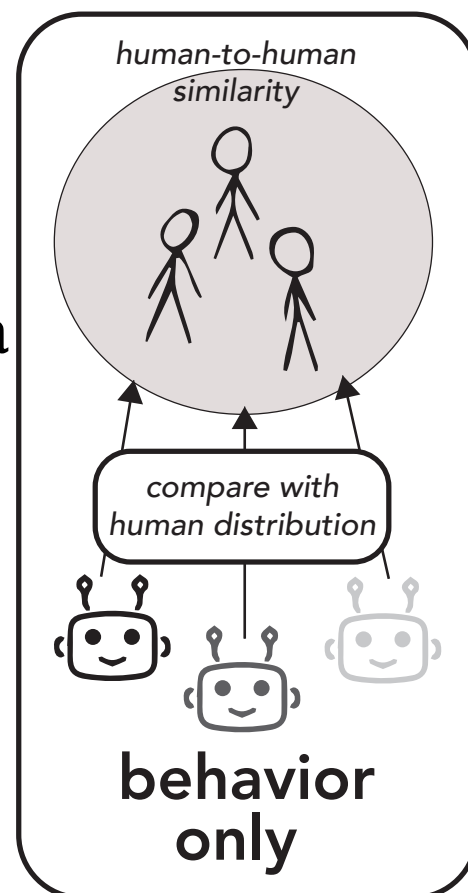 human-to-human
similarity
compare with
human distribution
behavior
only